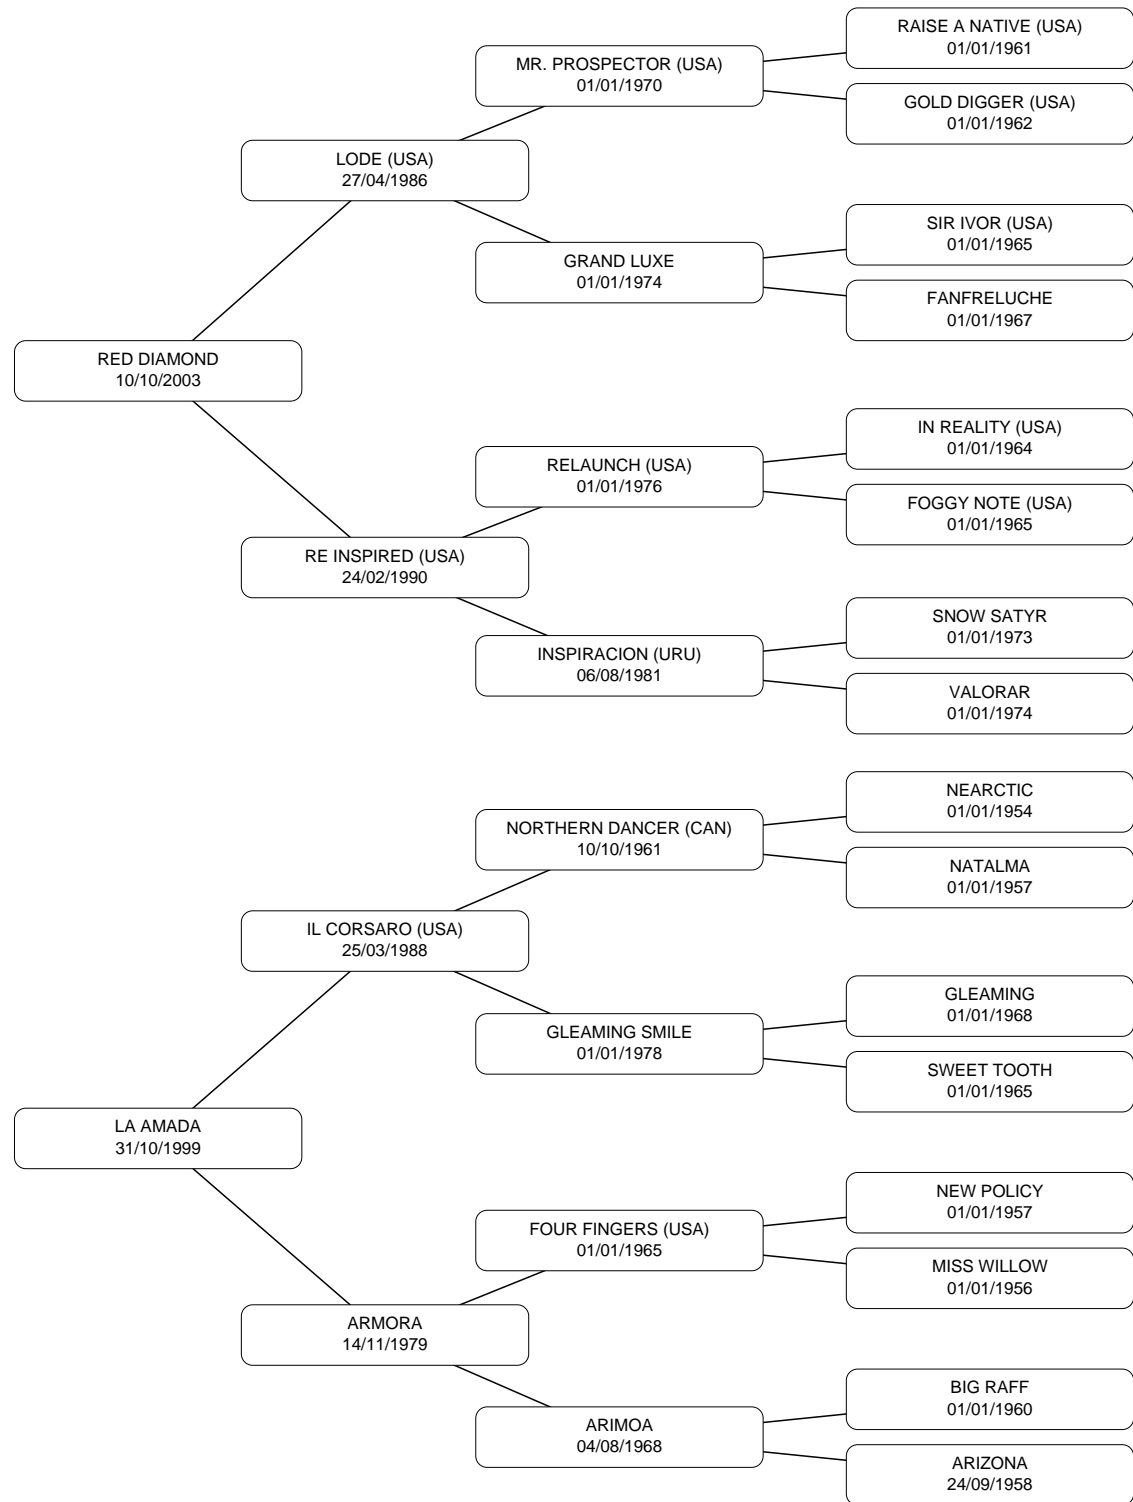 RAISE A NATIVE (USA)
01/01/1961
MR. PROSPECTOR (USA)
01/01/1970
GOLD DIGGER (USA)
01/01/1962
LODE (USA)
27/04/1986
SIR IVOR (USA)
01/01/1965
GRAND LUXE
01/01/1974
FANFRELUCHE
01/01/1967
RED DIAMOND
10/10/2003
IN REALITY (USA)
01/01/1964
RELAUNCH (USA)
01/01/1976
FOGGY NOTE (USA)
01/01/1965
RE INSPIRED (USA)
24/02/1990
SNOW SATYR
01/01/1973
INSPIRACION (URU)
06/08/1981
VALORAR
01/01/1974
NEARCTIC
01/01/1954
NORTHERN DANCER (CAN)
10/10/1961
NATALMA
01/01/1957
IL CORSARO (USA)
25/03/1988
GLEAMING
01/01/1968
GLEAMING SMILE
01/01/1978
SWEET TOOTH
01/01/1965
LA AMADA
31/10/1999
NEW POLICY
01/01/1957
FOUR FINGERS (USA)
01/01/1965
MISS WILLOW
01/01/1956
ARMORA
14/11/1979
BIG RAFF
01/01/1960
ARIMOA
04/08/1968
ARIZONA
24/09/1958